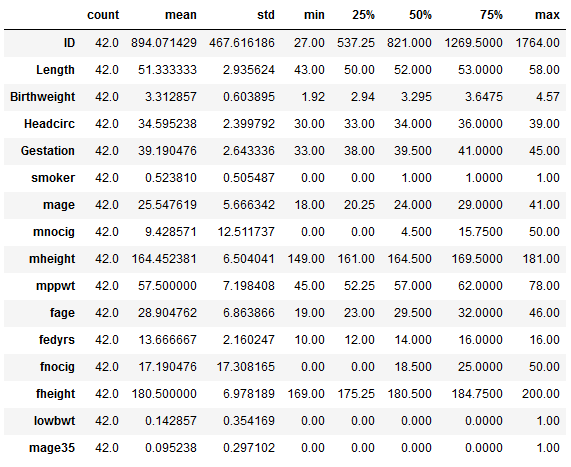 count mean std min 25% 50% 75% max
ID 42.0 894.071429 467.616186 27.00 537.25 821.000 1269.5000 1764.00
Length 42.0 51.333333 2.935624 43.00 50.00 52.000 53.0000 58.00
Birthweight 42.0 3.312857 0.603895 1.92 2.94 3.295 3.6475 4.57
Headcirc 42.0 34.595238 2.399792 30.00 33.00 34.000 36.0000 39.00
Gestation 42.0 39.190476 2.643336 33.00 38.00 39.500 41.0000 45.00
smoker 42.0 0.523810 0.505487 0.00 0.00 1.000 1.0000 1.00
mage 42.0 25.547619 5.666342 18.00 20.25 24.000 29.0000 41.00
mnocig 42.0 9.428571 12.511737 0.00 0.00 4.500 15.7500 50.00
mheight 42.0 164.452381 6.504041 149.00 161.00 164.500 169.5000 181.00
mppwt 42.0 57.500000 7.198408 45.00 52.25 57.000 62.0000 78.00
fage 42.0 28.904762 6.863866 19.00 23.00 29.500 32.0000 46.00
fedyrs 42.0 13.666667 2.160247 10.00 12.00 14.000 16.0000 16.00
fnocig 42.0 17.190476 17.308165 0.00 0.00 18.500 25.0000 50.00
fheight 42.0 180.500000 6.978189 169.00 175.25 180.500 184.7500 200.00
lowbwt 42.0 0.142857 0.354169 0.00 0.00 0.000 0.0000 1.00
mage35 42.0 0.095238 0.297102 0.00 0.00 0.000 0.0000 1.00